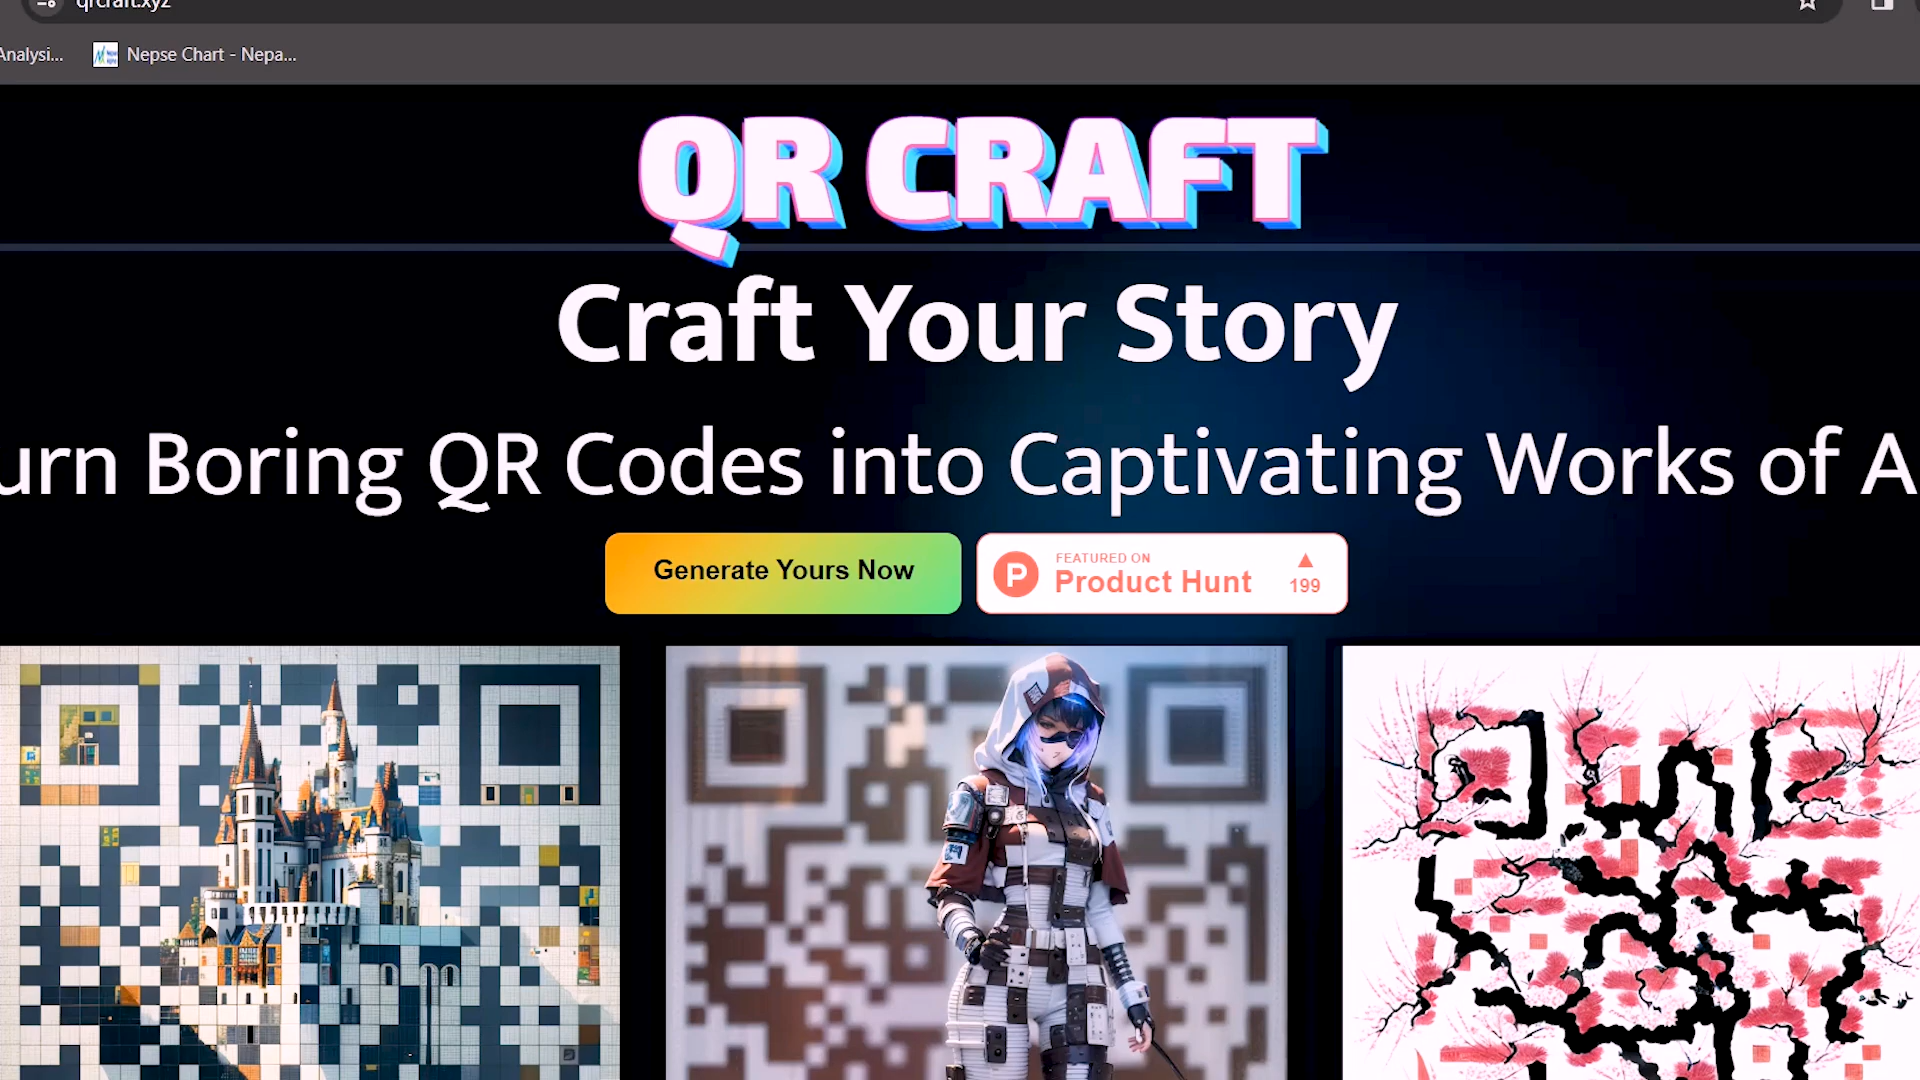 qrcraft.xyz
Analysi...
Nepse Chart - Nepa...
QR CRAFT
Craft Your Story
urn Boring QR Codes into Captivating Works of A
Generate Yours Now
FEATURED ON
Product Hunt
199